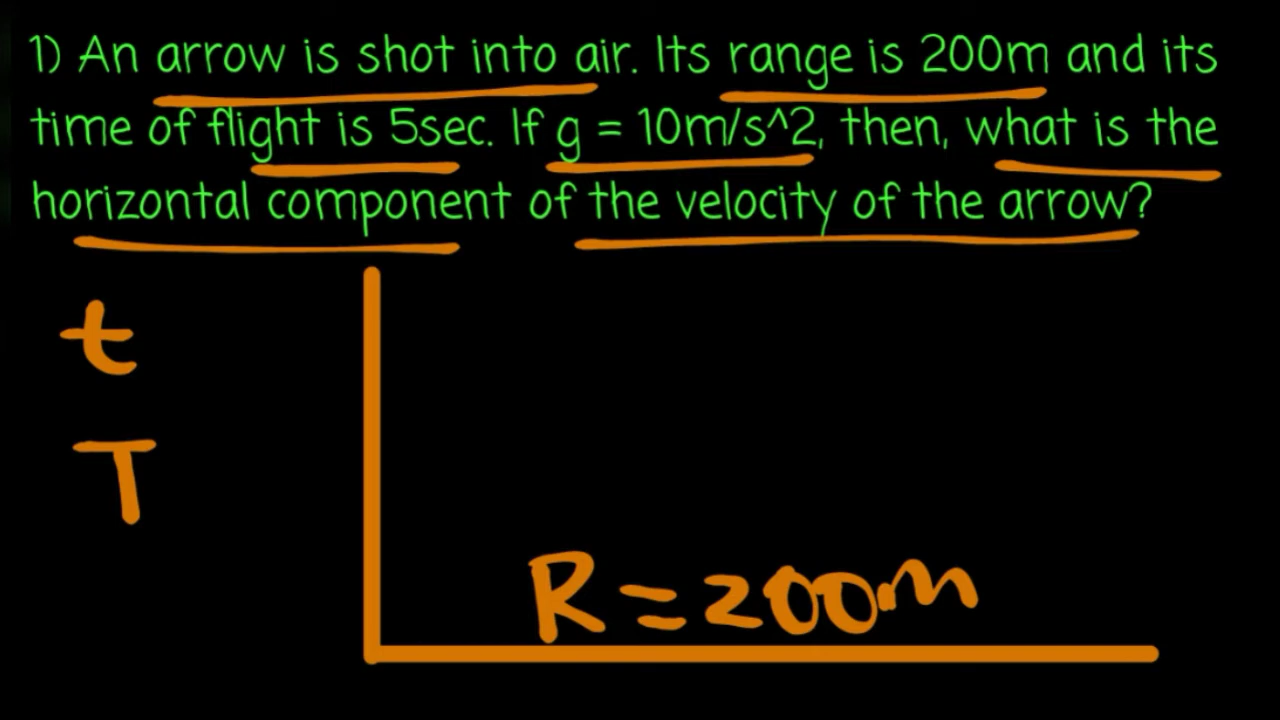 1) An arrow is shot into air. Its range is 200m and its
time of flight is 5sec. If g = 10m/s^2, then, what is the
horizontal component of the velocity of the arrow?
t
T
R=200m